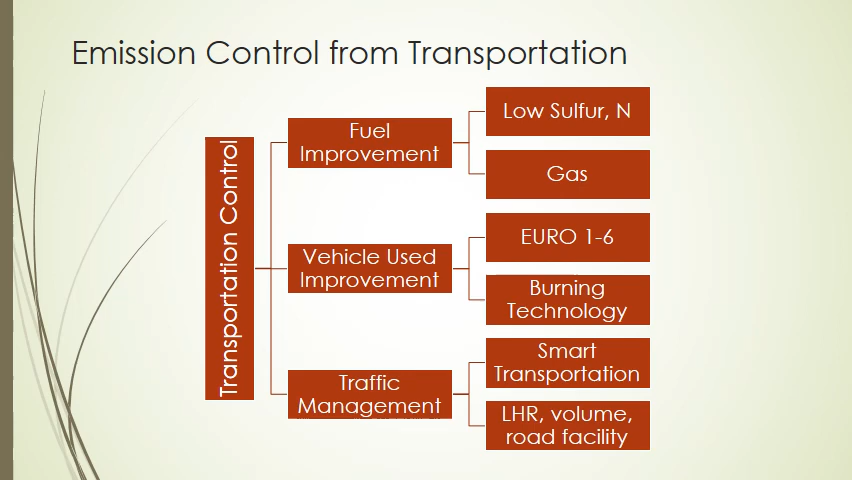 Emission Control from Transportation
Transportation Control
Fuel
Improvement
Low Sulfur, N
Gas
Vehicle Used
Improvement
EURO 1-6
Burning
Technology
Traffic
Management
Smart
Transportation
LHR, volume,
road facility